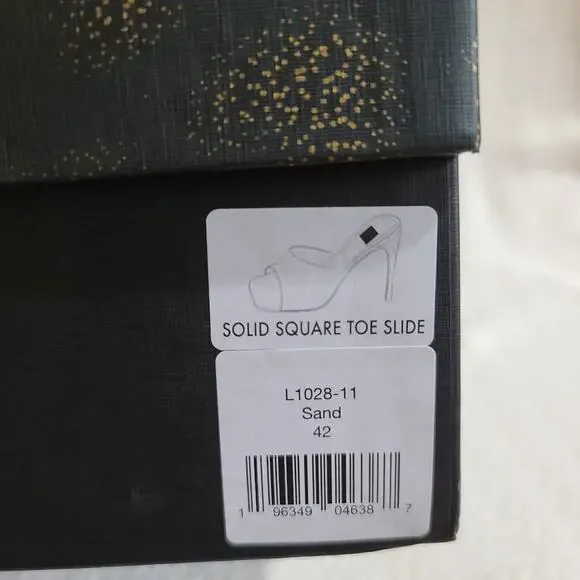 SOLID SQUARE TOE SLIDE
L1028-11
Sand
42
1 96349 04638 7